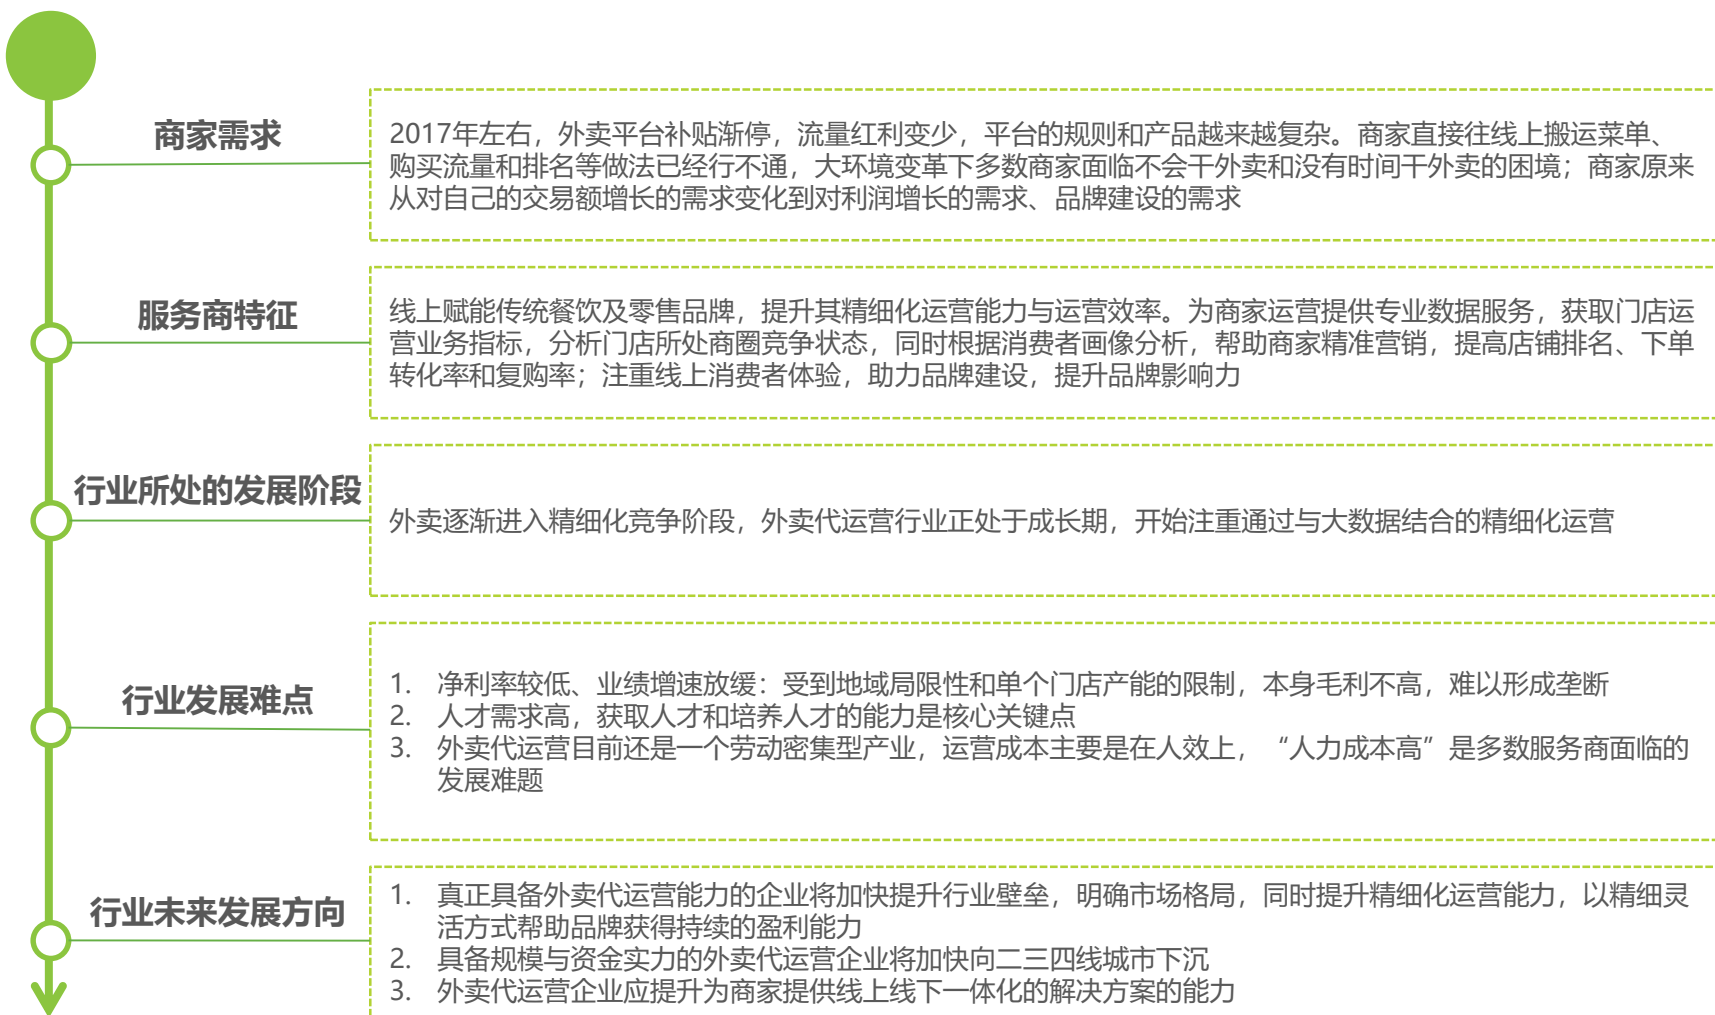 商家需求
2017年左右，外卖平台补贴渐停，流量红利变少，平台的规则和产品越来越复杂。商家直接往线上搬运菜单、
购买流量和排名等做法已经行不通，大环境变革下多数商家面临不会干外卖和没有时间干外卖的困境；商家原来
从对自己的交易额增长的需求变化到对利润增长的需求、品牌建设的需求
服务商特征
线上赋能传统餐饮及零售品牌，提升其精细化运营能力与运营效率。为商家运营提供专业数据服务，获取门店运
营业务指标，分析门店所处商圈竞争状态，同时根据消费者画像分析，帮助商家精准营销，提高店铺排名、下单
转化率和复购率；注重线上消费者体验，助力品牌建设，提升品牌影响力
行业所处的发展阶段
外卖逐渐进入精细化竞争阶段，外卖代运营行业正处于成长期，开始注重通过与大数据结合的精细化运营
行业发展难点
1. 净利率较低、业绩增速放缓：受到地域局限性和单个门店产能的限制，本身毛利不高，难以形成垄断
2. 人才需求高，获取人才和培养人才的能力是核心关键点
3. 外卖代运营目前还是一个劳动密集型产业，运营成本主要是在人效上，“人力成本高”是多数服务商面临的
发展难题
行业未来发展方向
1. 真正具备外卖代运营能力的企业将加快提升行业壁垒，明确市场格局，同时提升精细化运营能力，以精细灵
活方式帮助品牌获得持续的盈利能力
2. 具备规模与资金实力的外卖代运营企业将加快向二三四线城市下沉
3. 外卖代运营企业应提升为商家提供线上线下一体化的解决方案的能力